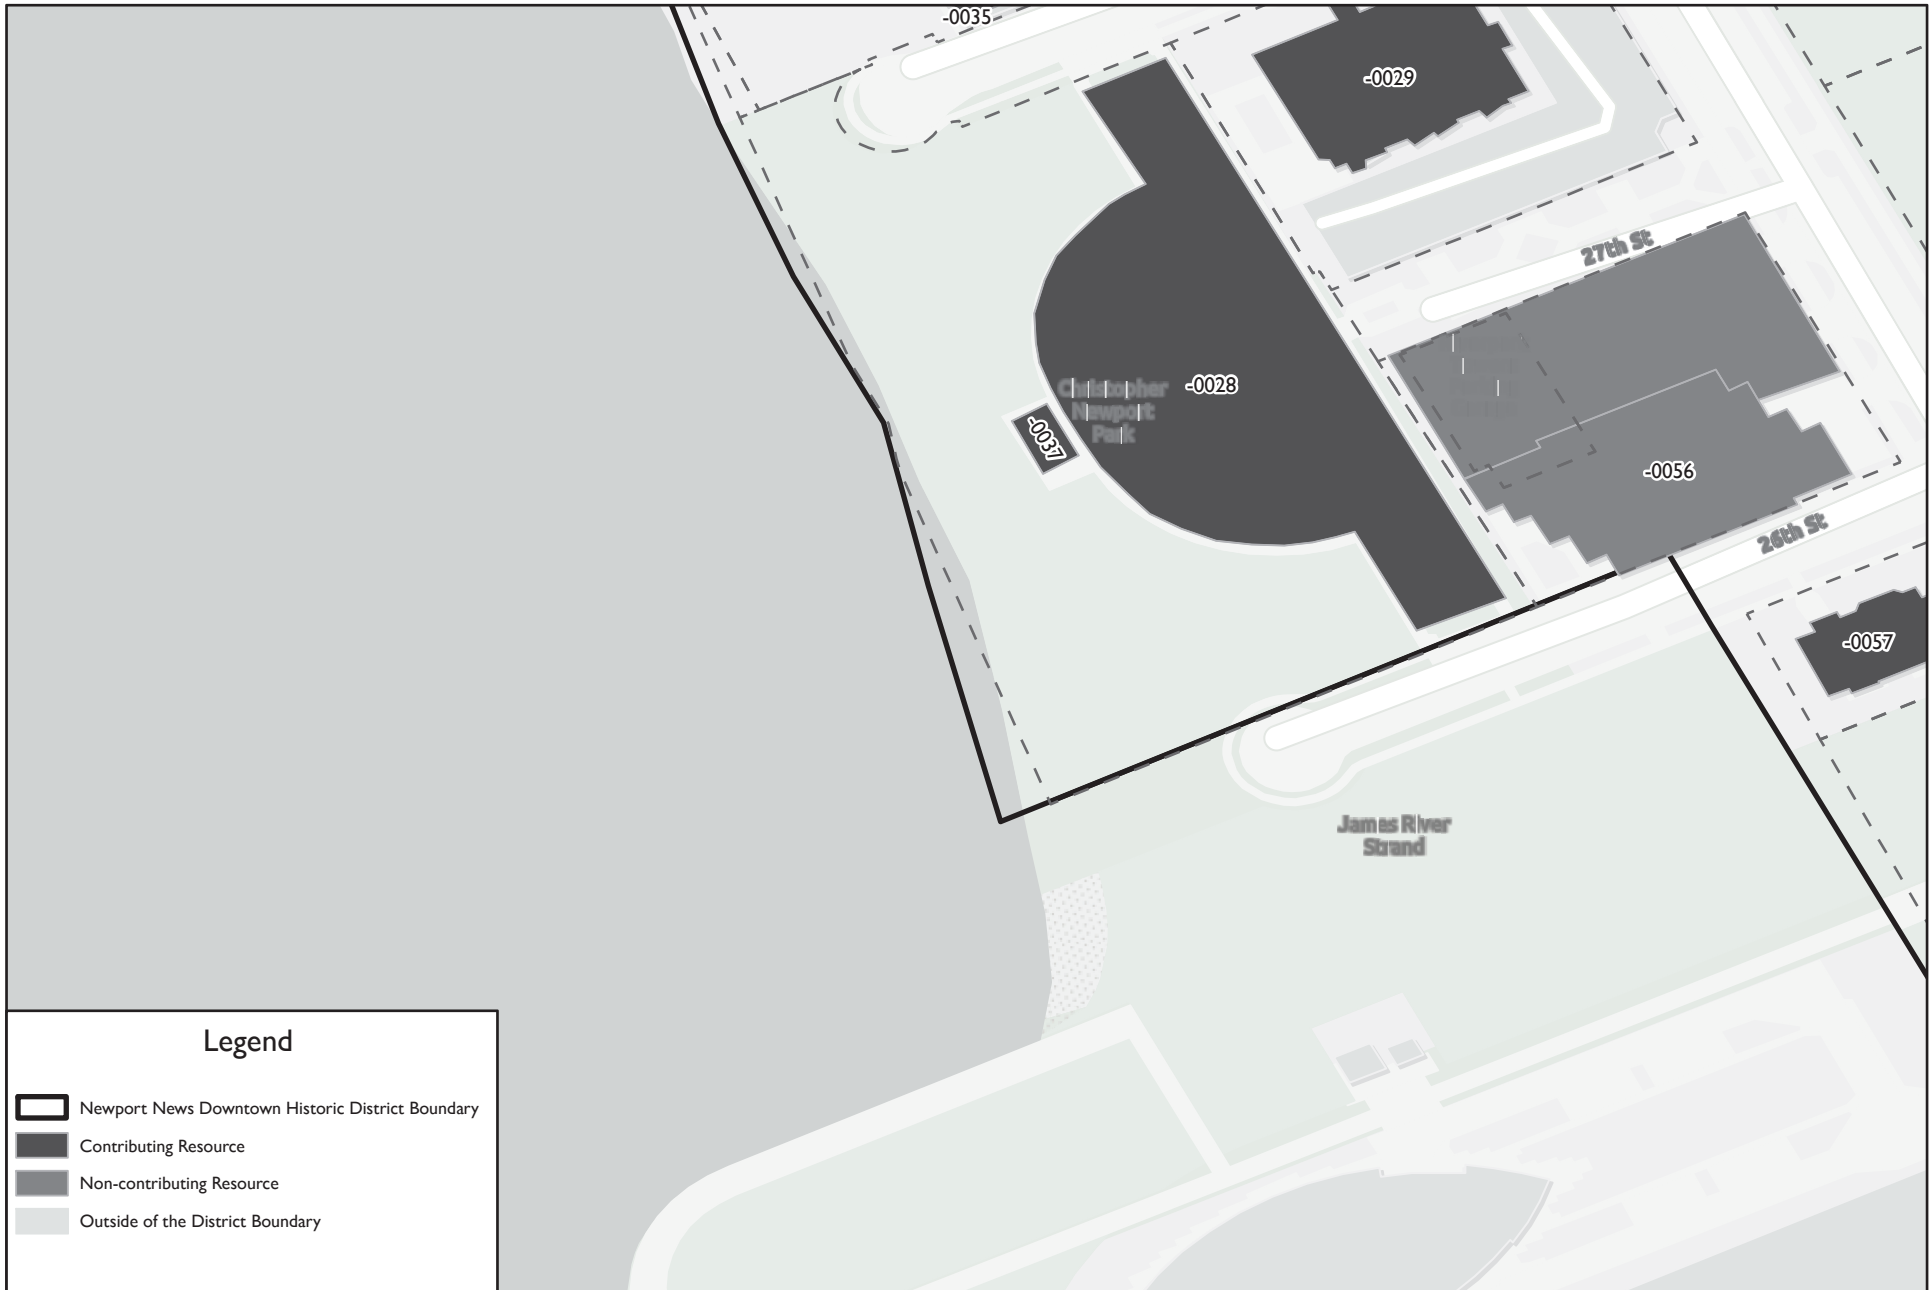 -0035
-0029
27th St
Christopher
Newport
Park
-0028
-0037
-0056
26th St
-0057
James River
Strand
Legend
Newport News Downtown Historic District Boundary
Contributing Resource
Non-contributing Resource
Outside of the District Boundary